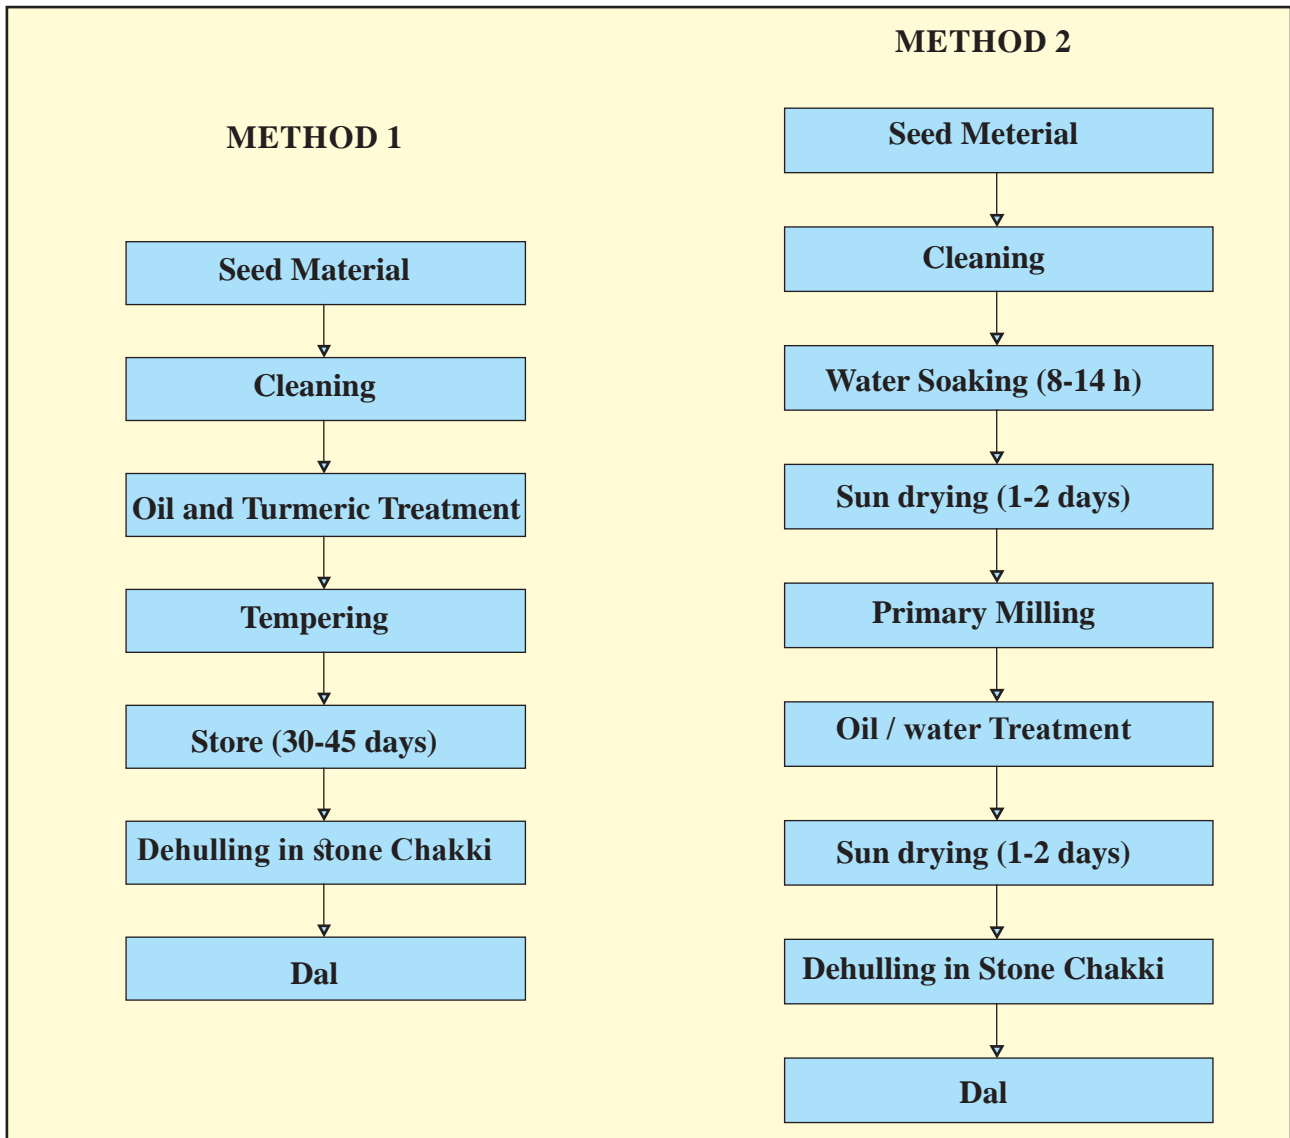 METHOD 1
Seed Material
Cleaning
Oil and Turmeric Treatment
Tempering
Store (30-45 days)
Dehulling in stone Chakki
Dal
METHOD 2
Seed Meterial
Cleaning
Water Soaking (8-14 h)
Sun drying (1-2 days)
Primary Milling
Oil / water Treatment
Sun drying (1-2 days)
Dehulling in Stone Chakki
Dal